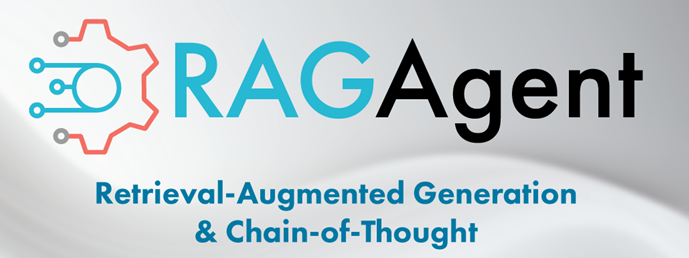 RAGAgent
Retrieval-Augmented Generation
& Chain-of-Thought